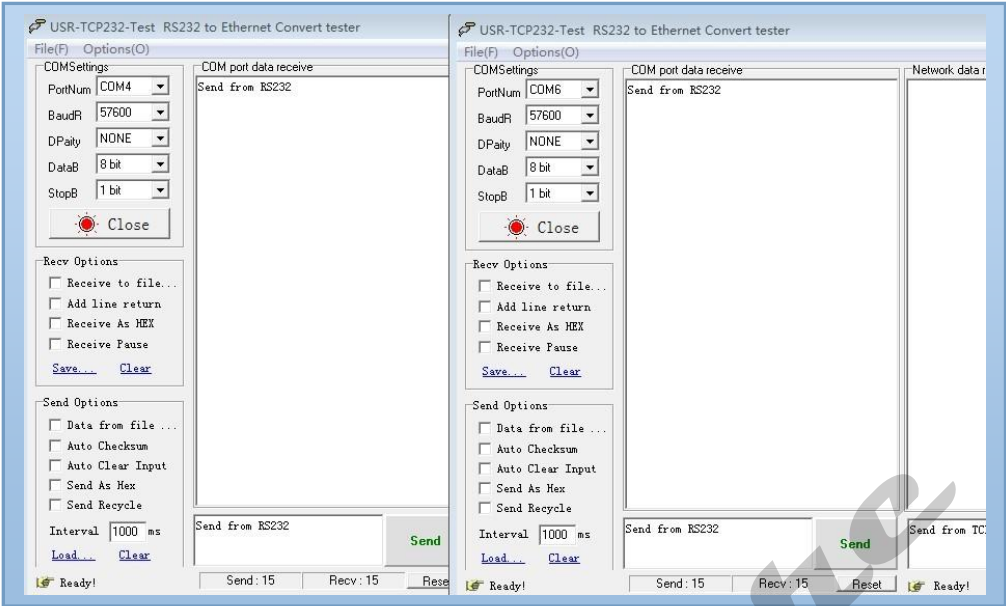 USR-TCP232-Test RS232 to Ethernet Convert tester
File(F) Options(O)
COMSettings
PortNum COM4
BaudR 57600
DPaity NONE
DataB 8 bit
StopB 1 bit
Close
Recv Options
Receive to file...
Add line return
Receive As HEX
Receive Pause
Save... Clear
Send Options
Data from file ...
Auto Checksum
Auto Clear Input
Send As Hex
Send Recycle
Interval 1000 ms
Load... Clear
Ready!
COM port data receive
Send from RS232
Send from RS232
Send
Send : 15 Recv : 15 Rese
USR-TCP232-Test RS232 to Ethernet Convert tester
File(F) Options(O)
COMSettings
PortNum COM6
BaudR 57600
DPaity NONE
DataB 8 bit
StopB 1 bit
Close
Recv Options
Receive to file...
Add line return
Receive As HEX
Receive Pause
Save... Clear
Send Options
Data from file ...
Auto Checksum
Auto Clear Input
Send As Hex
Send Recycle
Interval 1000 ms
Load... Clear
Ready!
COM port data receive
Send from RS232
Send from RS232
Send
Send : 15 Recv : 15 Reset
Network data r
Send from TC
Ready!